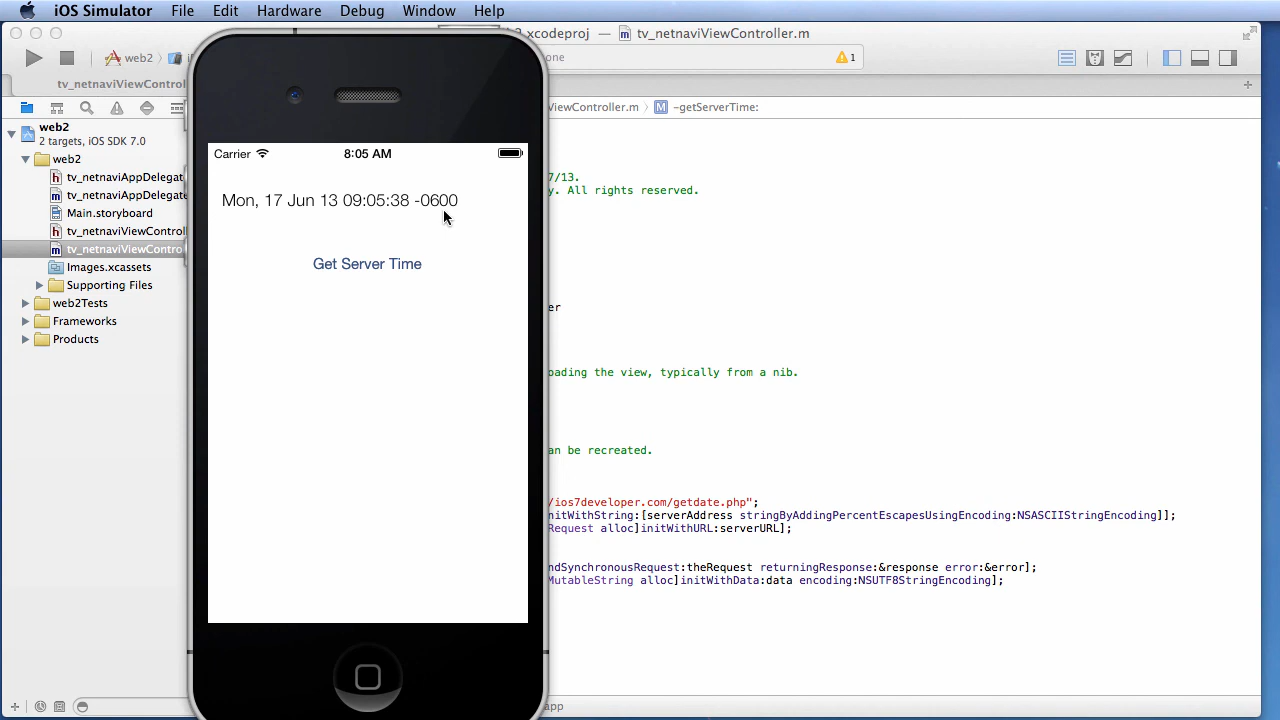 iOS Simulator File Edit Hardware Debug Window Help
.xcodeproj — tv_netnaviViewController.m
web2
one
1
tv_netnaviViewControl
ViewController.m -getServerTime:
web2
2 targets, iOS SDK 7.0
web2
tv_netnaviAppDelegat
tv_netnaviAppDelegate
Main.storyboard
tv_netnaviViewControll
tv_netnaviViewContro
Images.xcassets
Supporting Files
web2Tests
Frameworks
Products
Carrier 8:05 AM
Mon, 17 Jun 13 09:05:38 -0600
Get Server Time
7/13.
y. All rights reserved.
er
oading the view, typically from a nib.
an be recreated.
/ios7developer.com/getdate.php";
nitWithString:[serverAddress stringByAddingPercentEscapesUsingEncoding:NSASCIIStringEncoding]];
Request alloc]initWithURL:serverURL];
ndSynchronousRequest:theRequest returningResponse:&response error:&error];
MutableString alloc]initWithData:data encoding:NSUTF8StringEncoding];
app